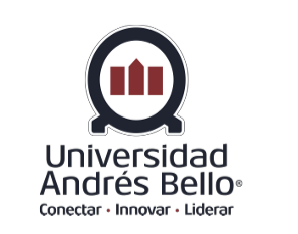 Universidad
Andrés Bello®
Conectar • Innovar • Liderar